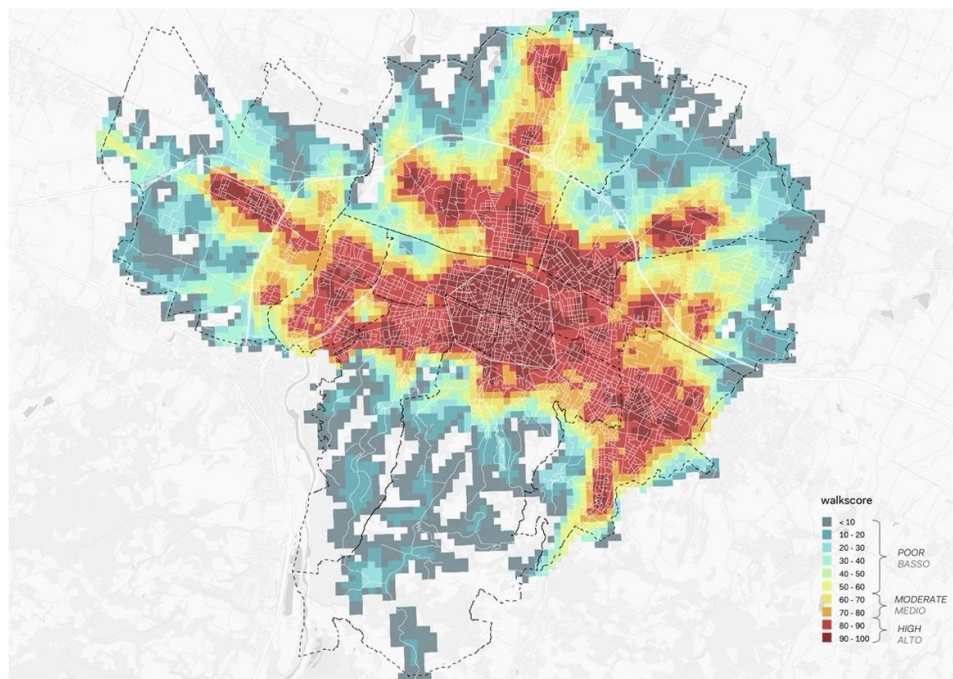 walkscore
< 10
10 - 20
20 - 30
30 - 40
40 - 50
50 - 60
60 - 70
70 - 80
80 - 90
90 - 100
POOR
BASSO
MODERATE
MEDIO
HIGH
ALTO